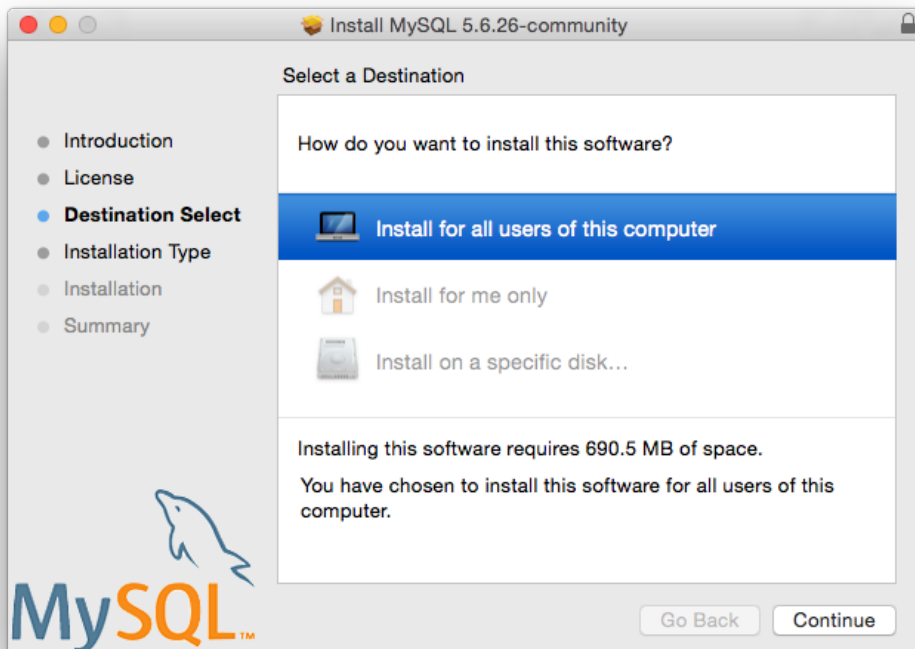 Install MySQL 5.6.26-community
Select a Destination
Introduction
License
Destination Select
Installation Type
Installation
Summary
How do you want to install this software?
Install for all users of this computer
Install for me only
Install on a specific disk...
Installing this software requires 690.5 MB of space.
You have chosen to install this software for all users of this
computer.
MySQL™
Go Back
Continue